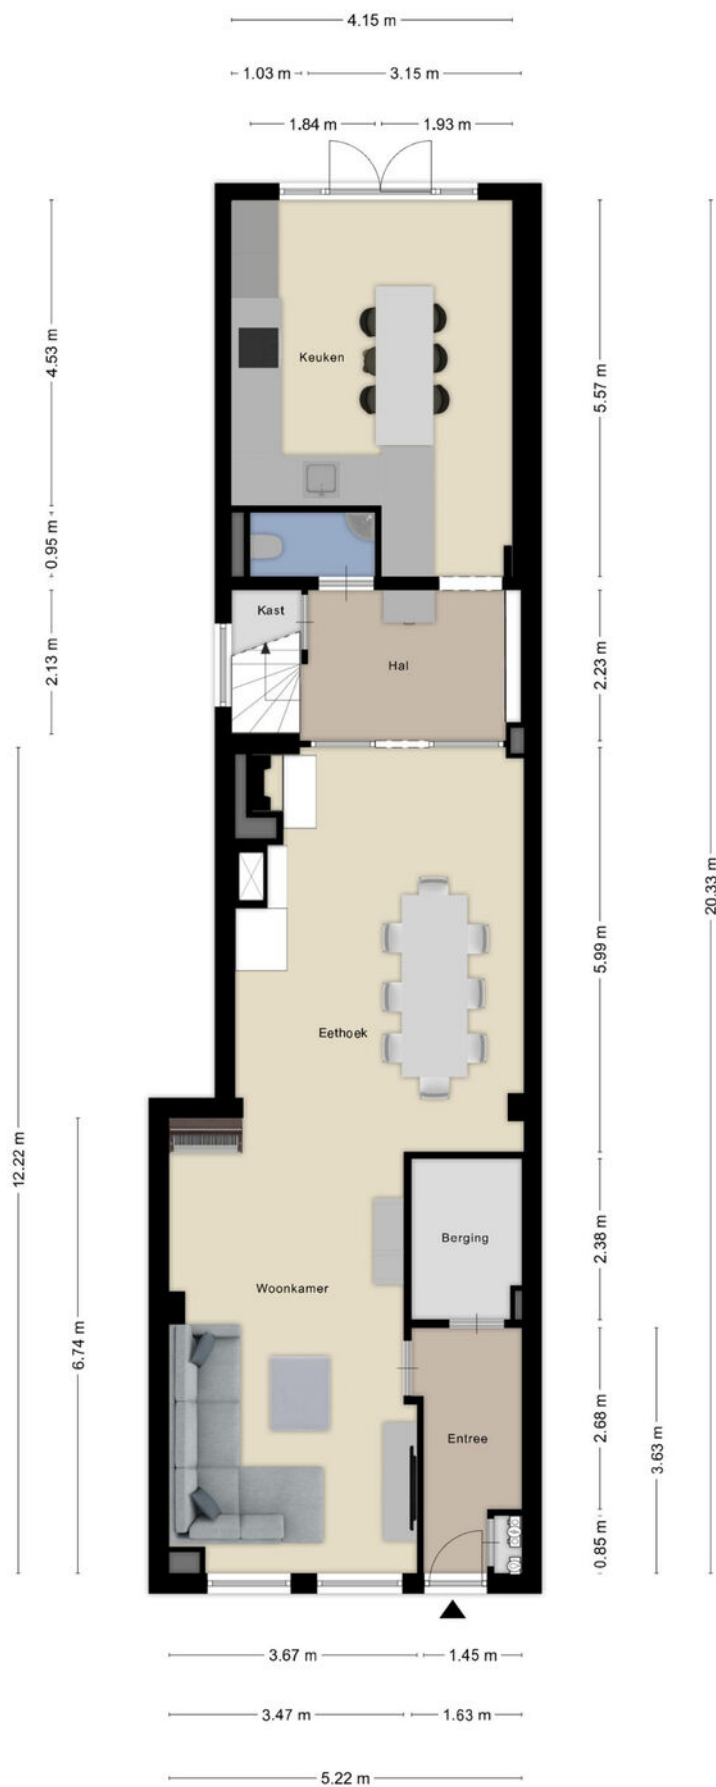 4.15 m
1.03 m
3.15 m
1.84 m
1.93 m
4.53 m
Keuken
5.57 m
0.95 m
Kast
2.13 m
Hal
2.23 m
20.33 m
5.99 m
Eethoek
12.22 m
Berging
2.38 m
Woonkamer
6.74 m
2.68 m
Entree
3.63 m
0.85 m
3.67 m
1.45 m
3.47 m
1.63 m
5.22 m